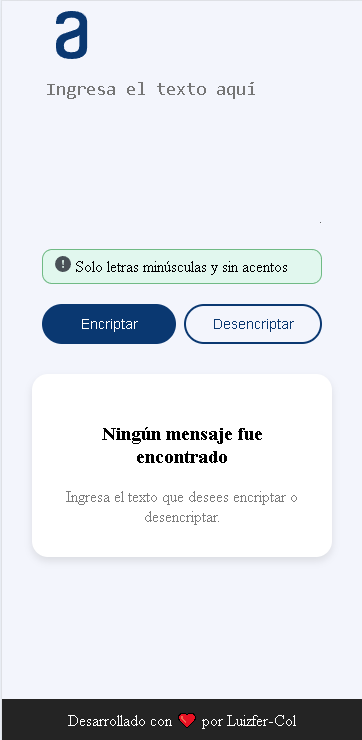 a
Ingresa el texto aquí
Solo letras minúsculas y sin acentos
Encriptar
Desencriptar
Ningún mensaje fue
encontrado
Ingresa el texto que desees encriptar o
desencriptar.
Desarrollado con ❤️ por Luizfer-Col